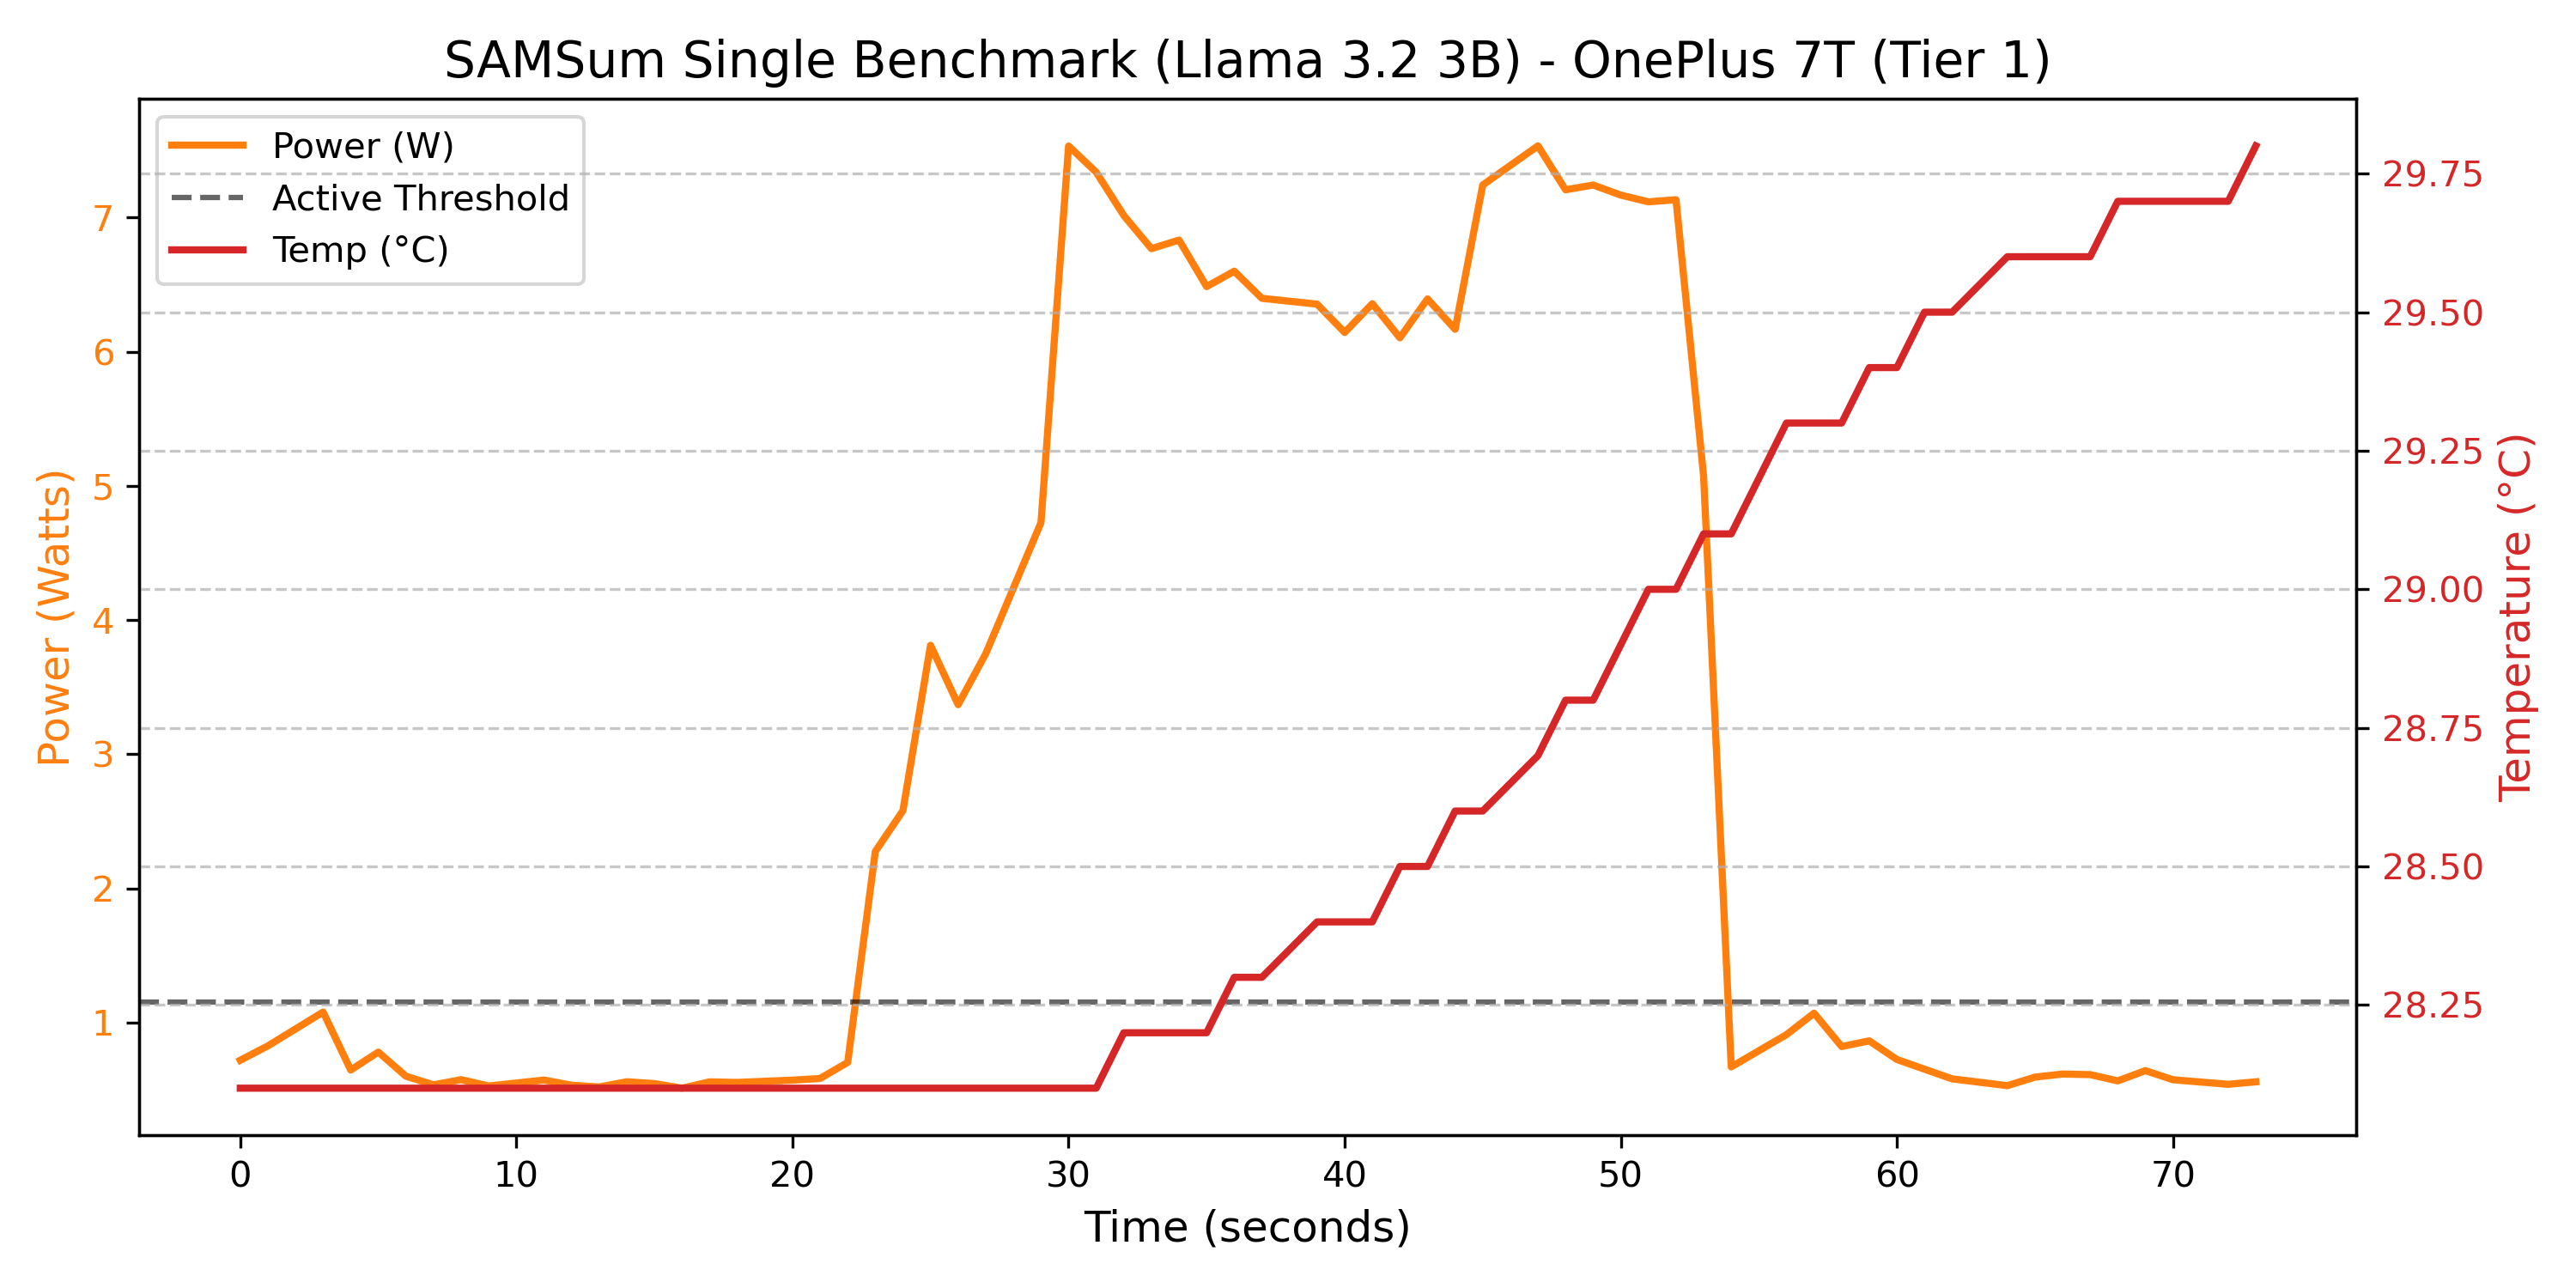 SAMSum Single Benchmark (Llama 3.2 3B) - OnePlus 7T (Tier 1)
Power (W)
Active Threshold
Temp (°C)
Power (Watts)
7
6
5
4
3
2
1
29.75
29.50
29.25
29.00
28.75
28.50
28.25
Temperature (°C)
0 10 20 30 40 50 60 70
Time (seconds)